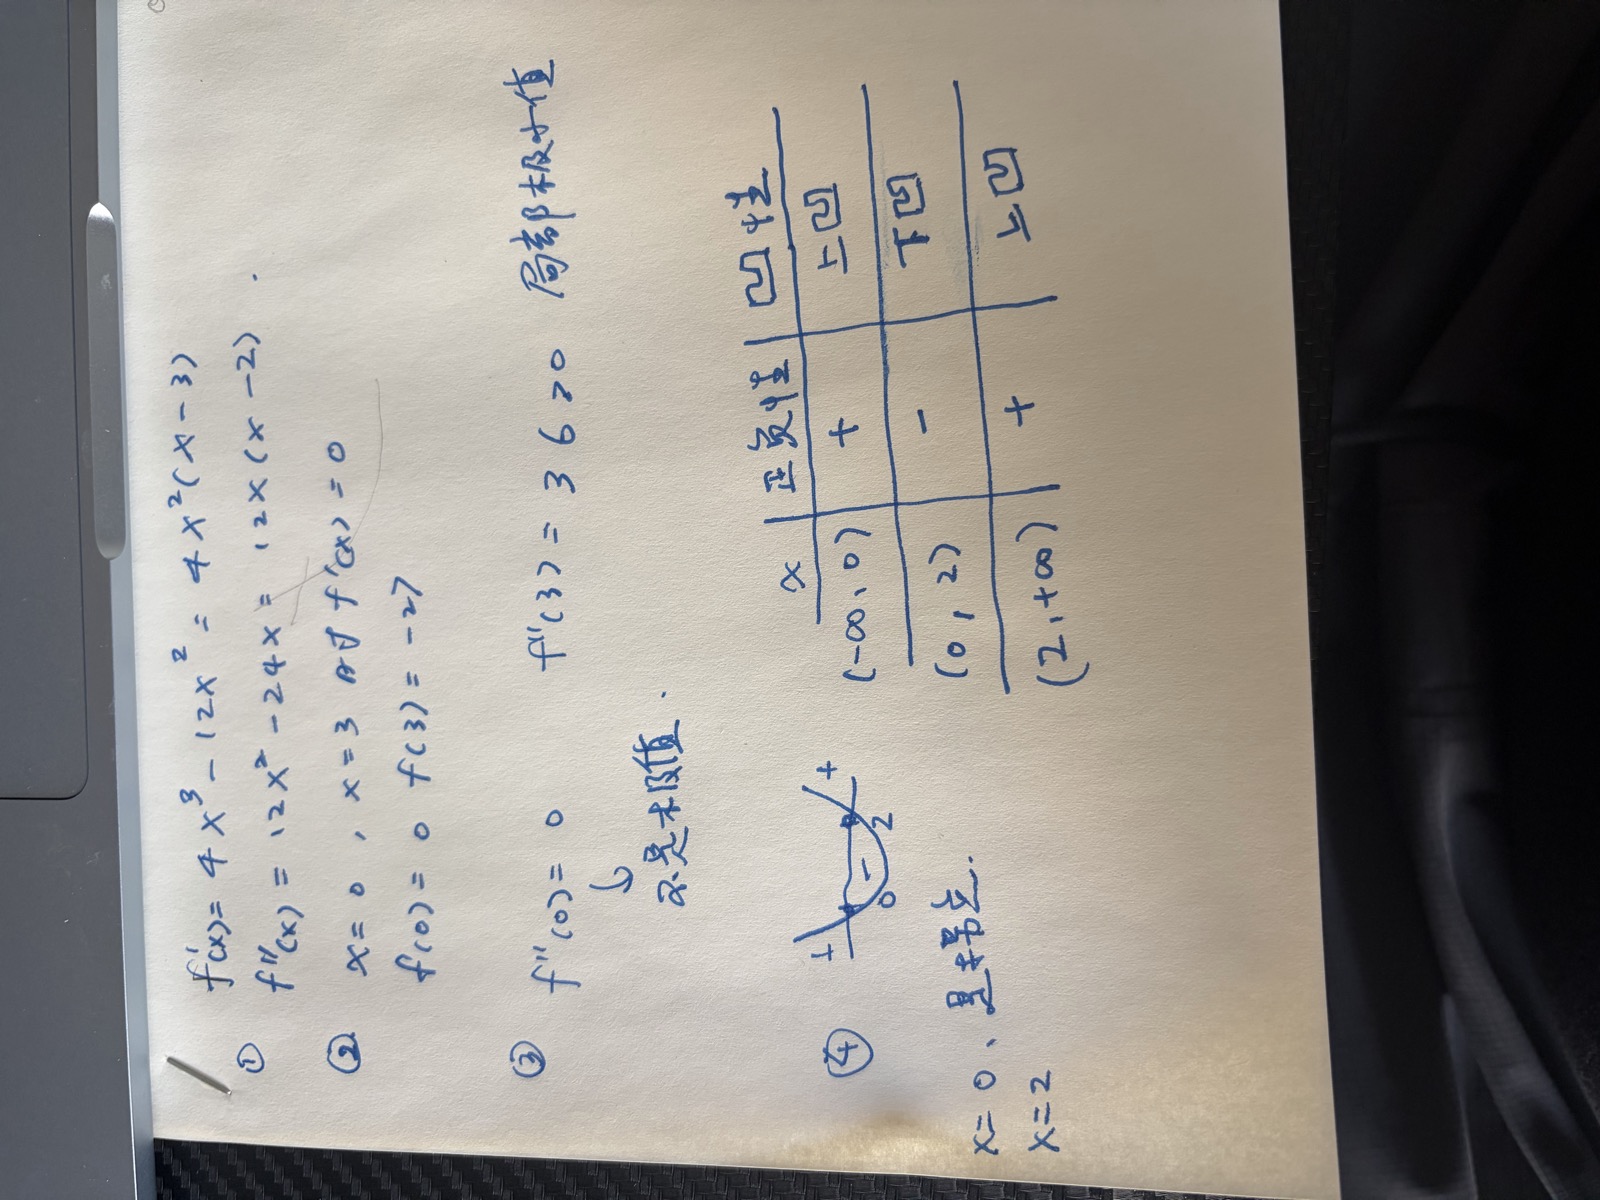 f'(x) = 4x³ - 12x² = 4x²(x - 3)
①
f''(x) = 12x² - 24x = 12x(x - 2) .
② x = 0 , x = 3 时 f'(x) = 0
f(0) = 0 f(3) = -27
③ f''(0) = 0 f''(3) = 36 > 0 局部极小值
↓
不是极值 .
x 正负性 凹性
④ + - + 0 2
(-∞, 0) + 上凹
(0, 2) - 下凹
x = 0 、 是拐点.
(2, +∞) + 上凹
x = 2